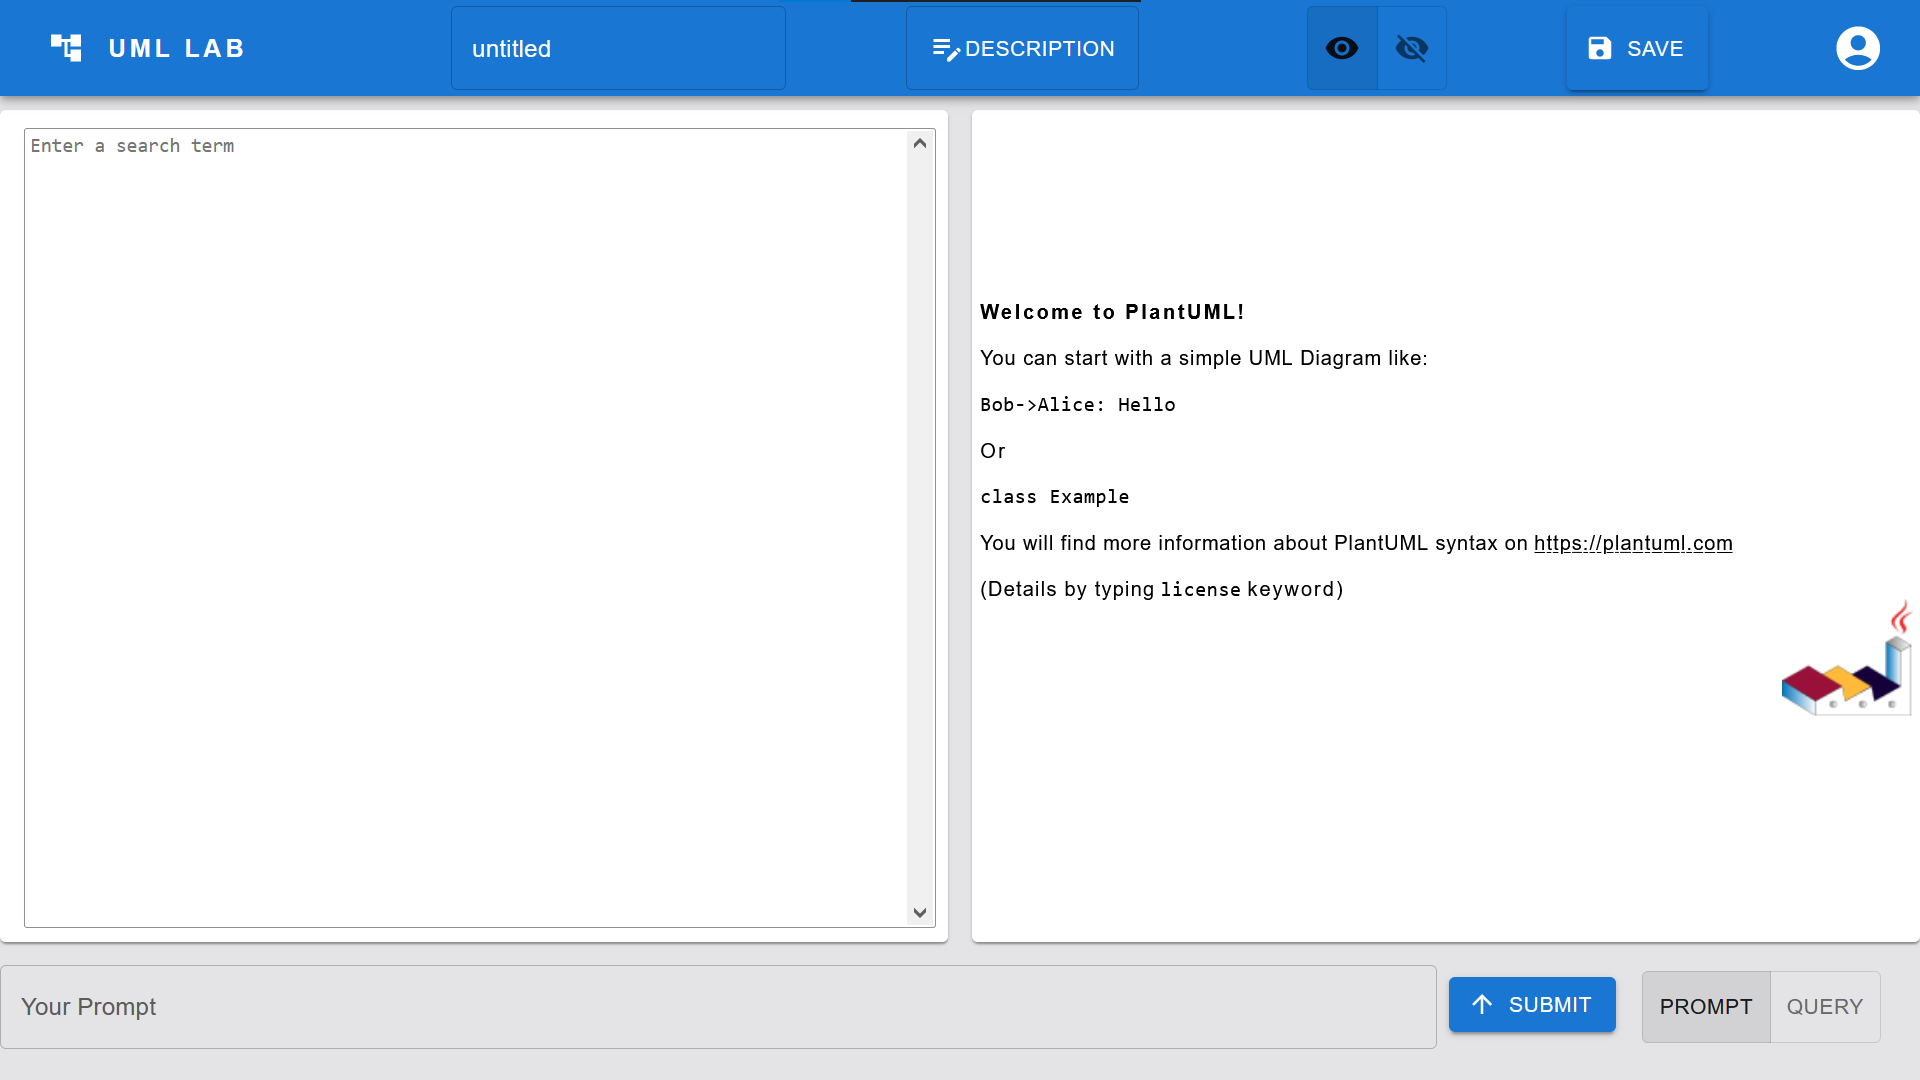 UML LAB
untitled
DESCRIPTION
SAVE
Enter a search term
Welcome to PlantUML!
You can start with a simple UML Diagram like:
Bob->Alice: Hello
Or
class Example
You will find more information about PlantUML syntax on https://plantuml.com
(Details by typing license keyword)
Your Prompt
SUBMIT
PROMPT
QUERY